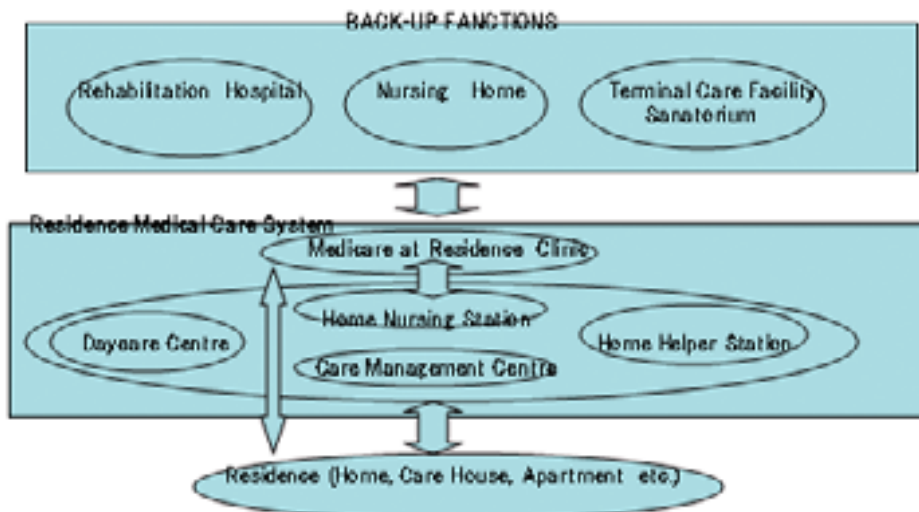 BACK-UP FANCTIONS
Rehabilitation Hospital
Nursing Home
Terminal Care Facility
Sanatorium
Residence Medical Care System
Medicare at Residence Clinic
Home Nursing Station
Daycare Centre
Home Helper Station
Care Management Centre
Residence (Home, Care House, Apartment etc.)